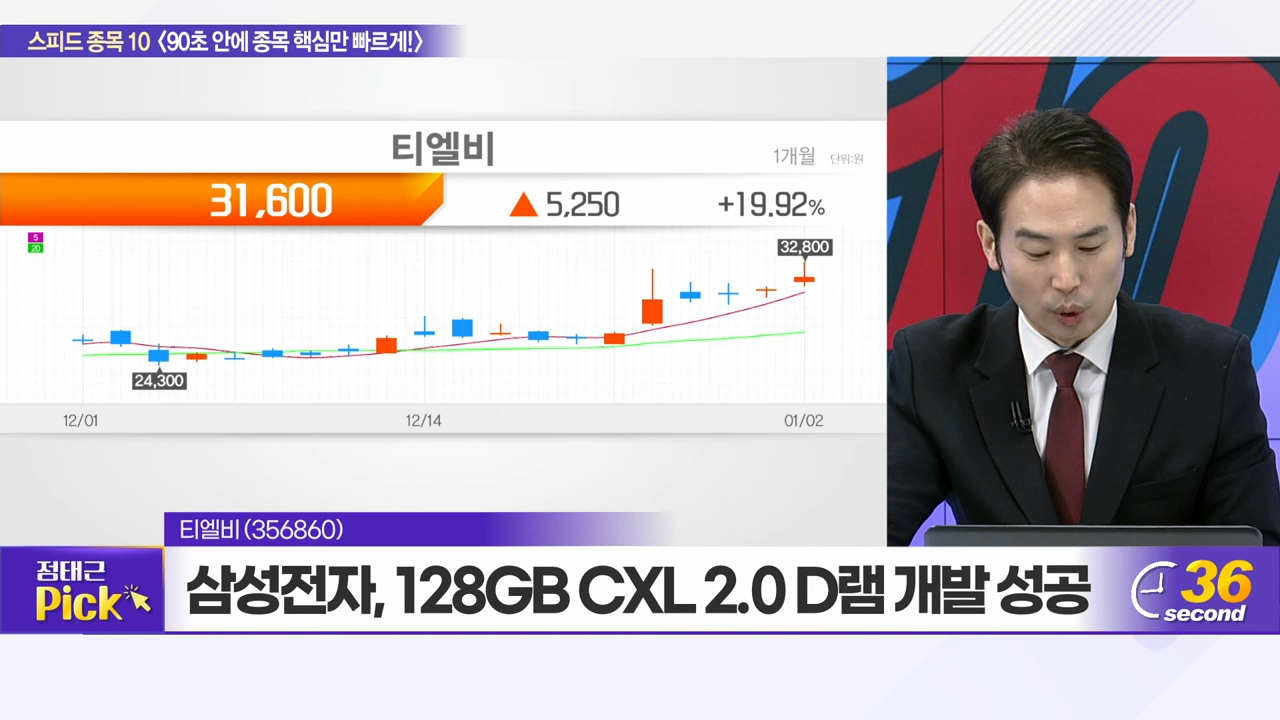 스피드 종목 10 <90초 안에 종목 핵심만 빠르게!>
티엘비
1개월 단위:원
31,600 ▲ 5,250 +19.92%
5
20
32,800
24,300
12/01 12/14 01/02
티엘비(356860)
정태근
Pick
삼성전자, 128GB CXL 2.0 D램 개발 성공
36
second
10